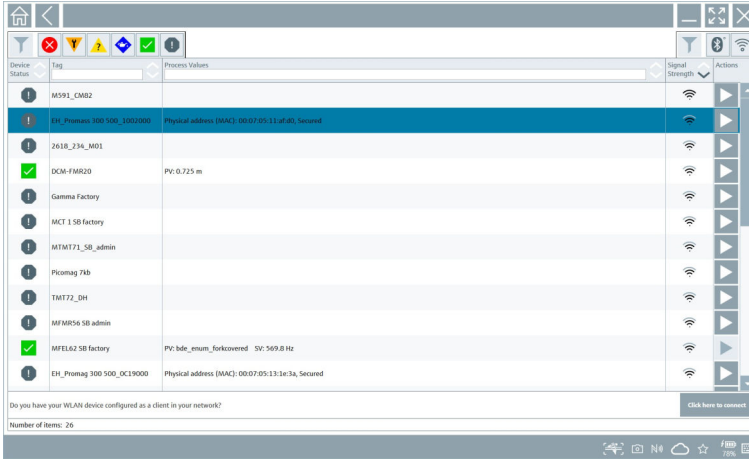 Device Status
Tag
Process Values
Signal Strength
Actions
M591_CM82
EH_Promass 300 500_1002000 Physical address (MAC): 00:07:05:11:af:d0, Secured
2618_234_M01
DCM-FMR20 PV: 0.725 m
Gamma Factory
MCT 1 SB factory
MTMT71_SB_admin
Picomag 7kb
TMT72_DH
MFMR56 SB admin
MFEL62 SB factory PV: bde_enum_forkcovered SV: 569.8 Hz
EH_Promag 300 500_0C19000 Physical address (MAC): 00:07:05:13:1e:3a, Secured
Do you have your WLAN device configured as a client in your network? Click here to connect
Number of items: 26
78%